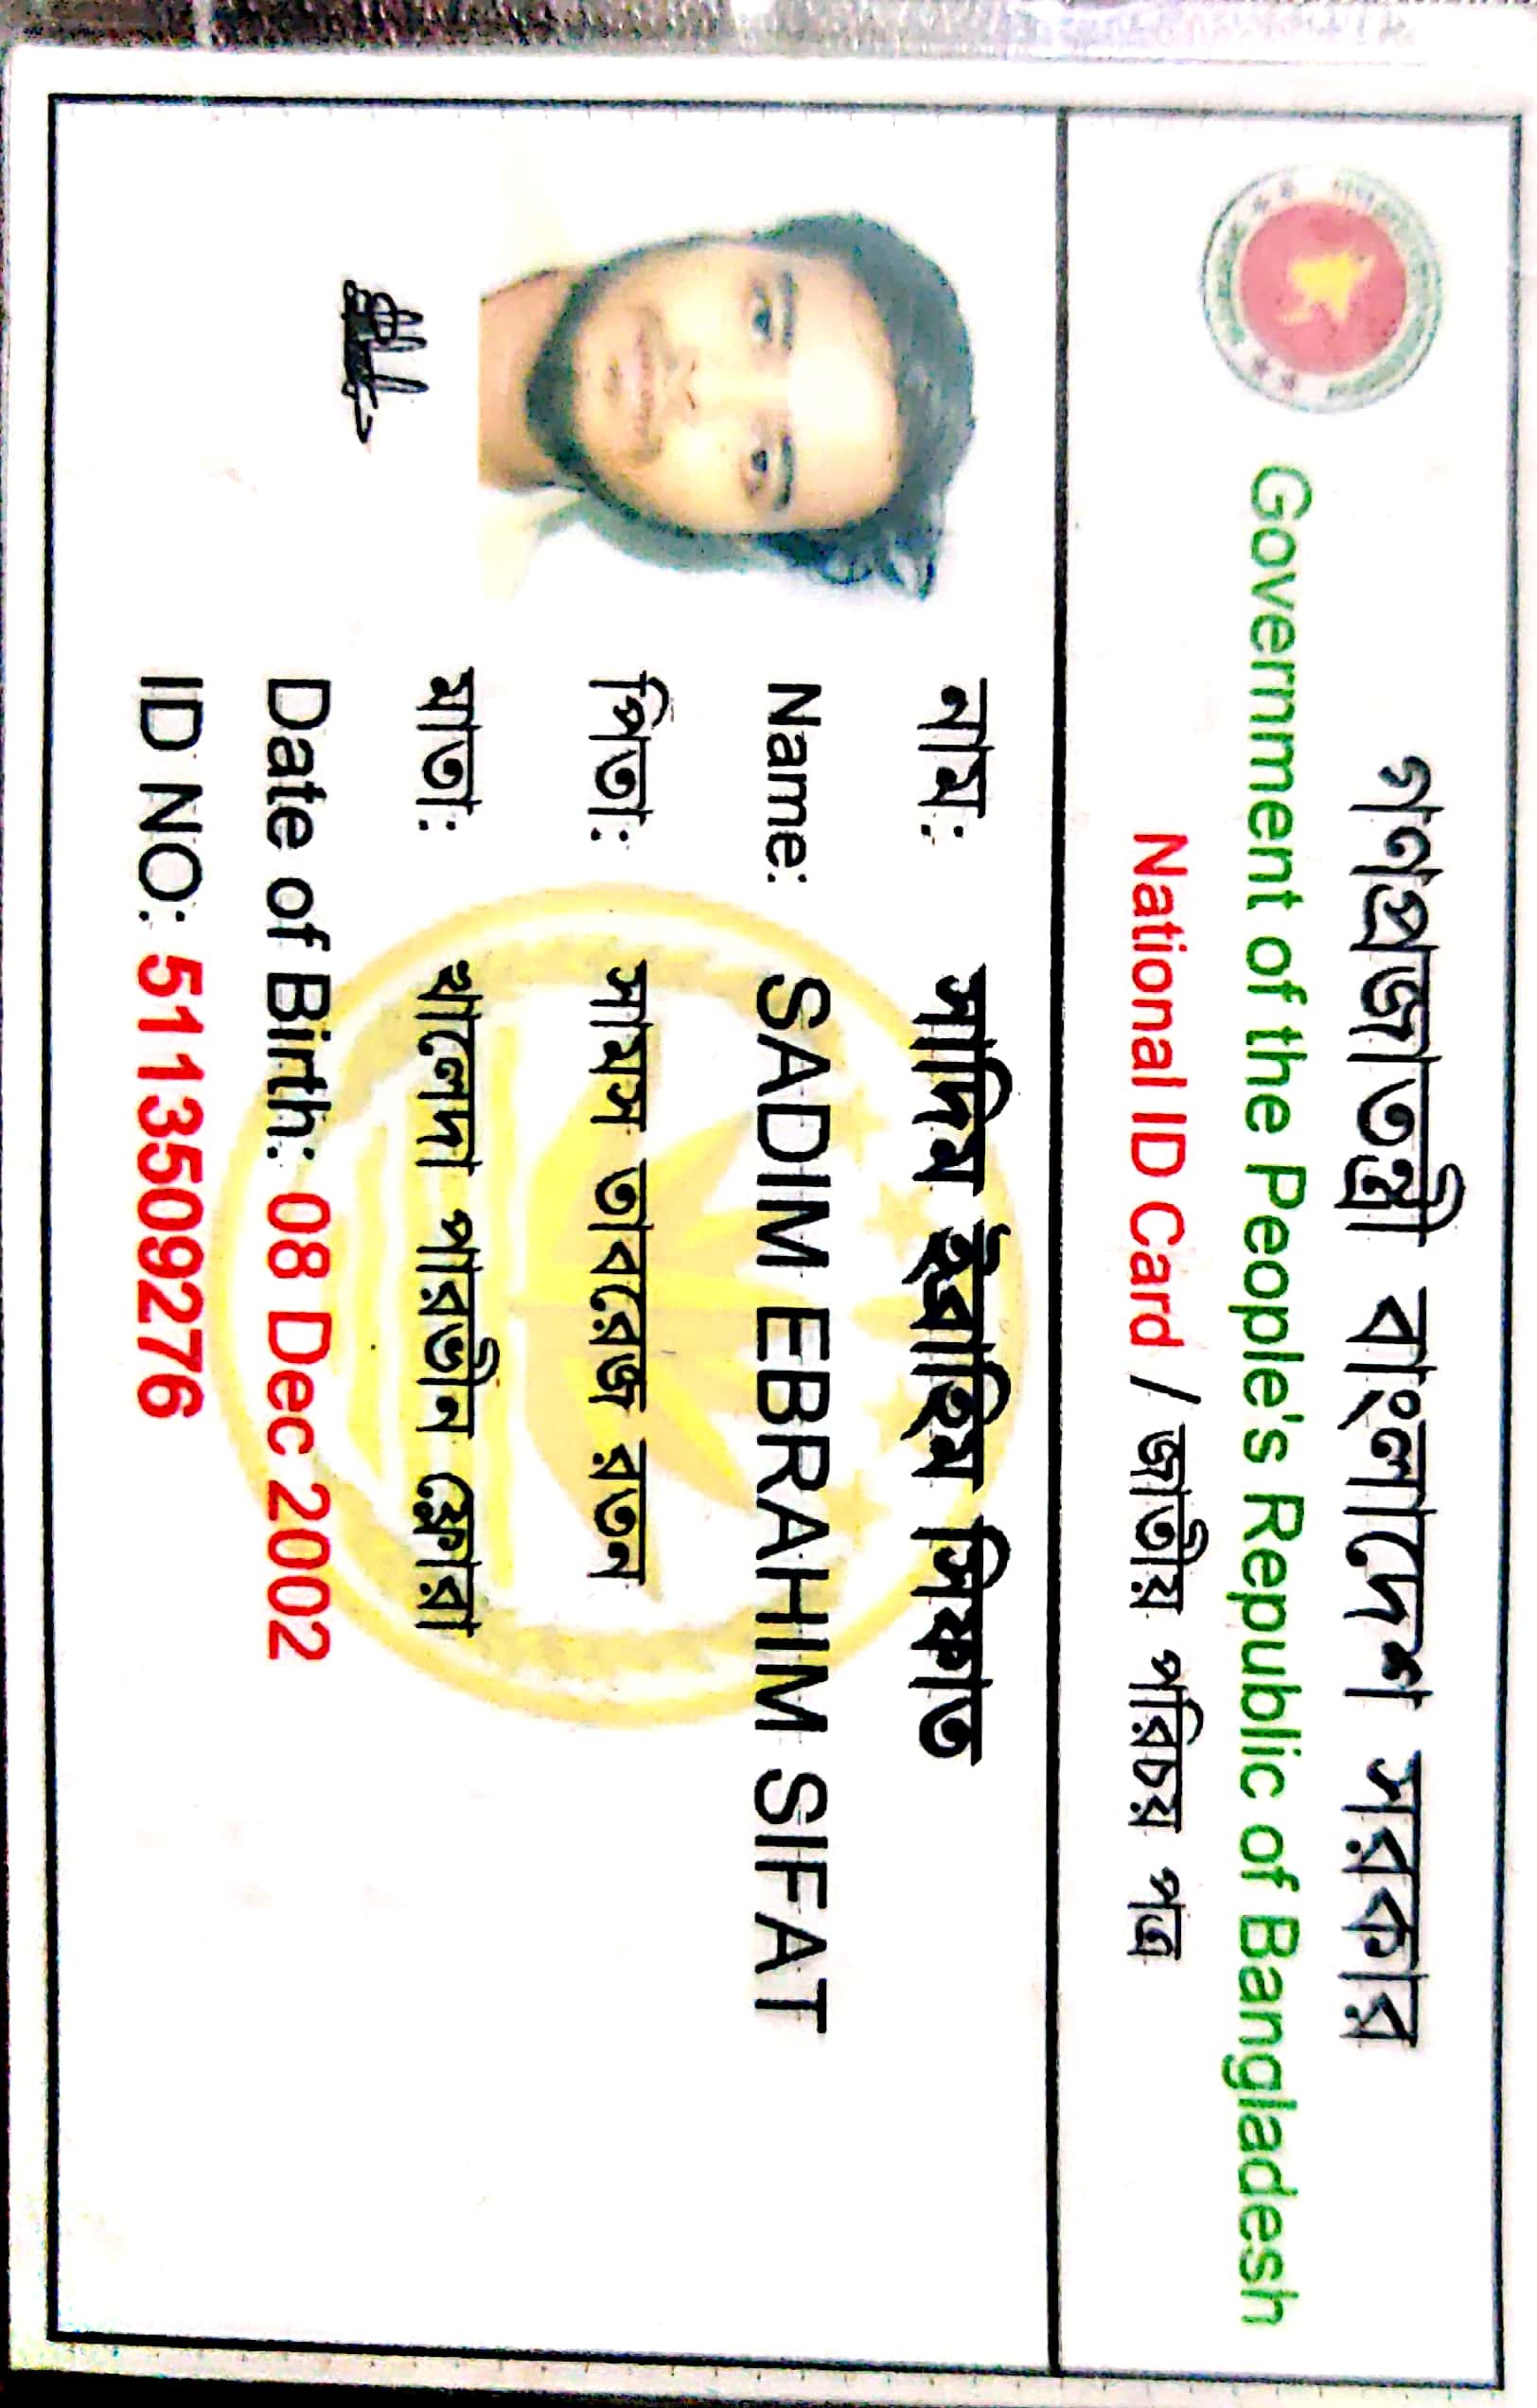 গণপ্রজাতন্ত্রী বাংলাদেশ সরকার
Government of the People's Republic of Bangladesh
National ID Card / জাতীয় পরিচয় পত্র
নাম: সাদিম ইব্রাহিম সিফাত
Name: SADIM EBRAHIM SIFAT
পিতা: সামস তাবরেজ রতন
মাতা: খালেদা পারভীন ফ্লোরা
Date of Birth: 08 Dec 2002
ID NO: 5113509276